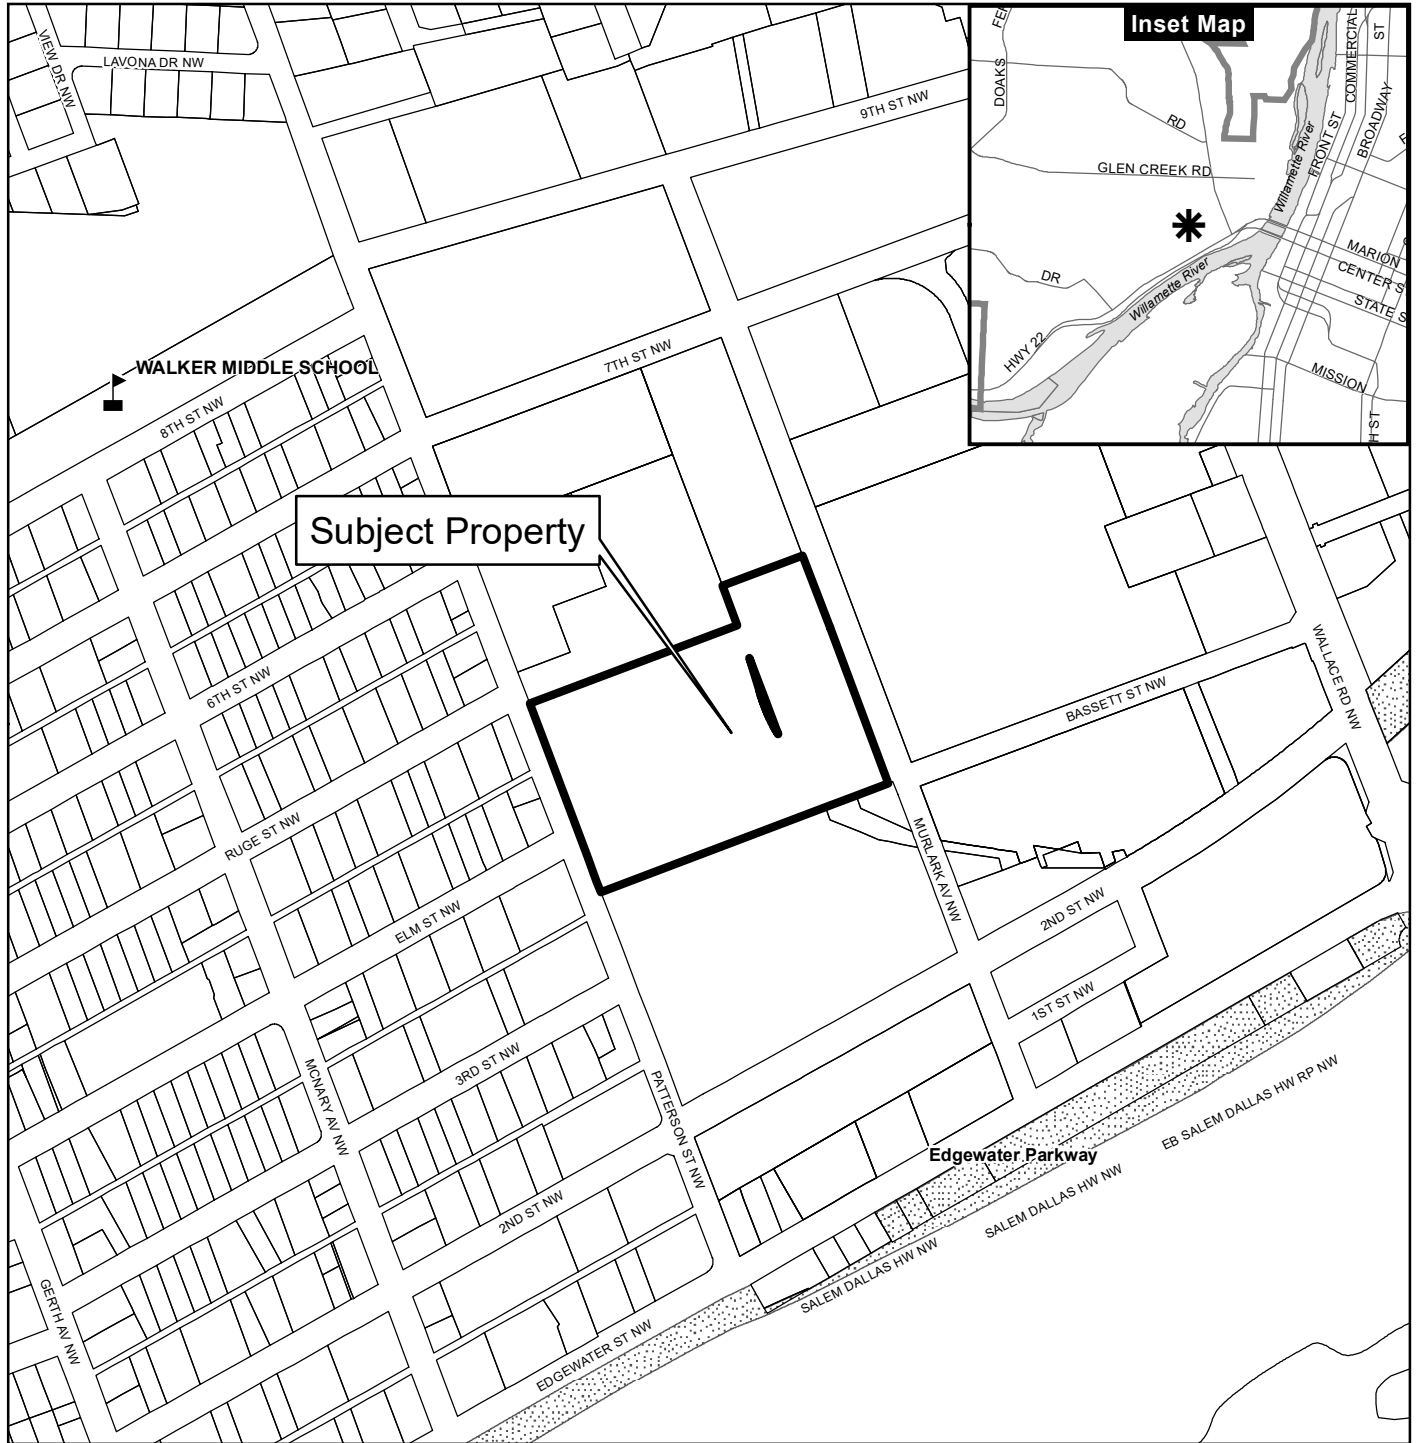 Inset Map
VIEW DR NW
LAVONA DR NW
9TH ST NW
DOAKS
RD
GLEN CREEK RD
Willamette River
FRONT ST
COMMERCIAL
ST
BROADWAY
MARION
CENTER S
STATE S
DR
Willamette River
HWY 22
MISSION
H ST
7TH ST NW
WALKER MIDDLE SCHOOL
8TH ST NW
Subject Property
6TH ST NW
WALLACE RD NW
BASSETT ST NW
RUGE ST NW
MURLARK AV NW
ELM ST NW
2ND ST NW
1ST ST NW
3RD ST NW
MCNARY AV NW
PATTERSON ST NW
EB SALEM DALLAS HW RP NW
Edgewater Parkway
SALEM DALLAS HW NW
2ND ST NW
SALEM DALLAS HW NW
GERTH AV NW
EDGEWATER ST NW